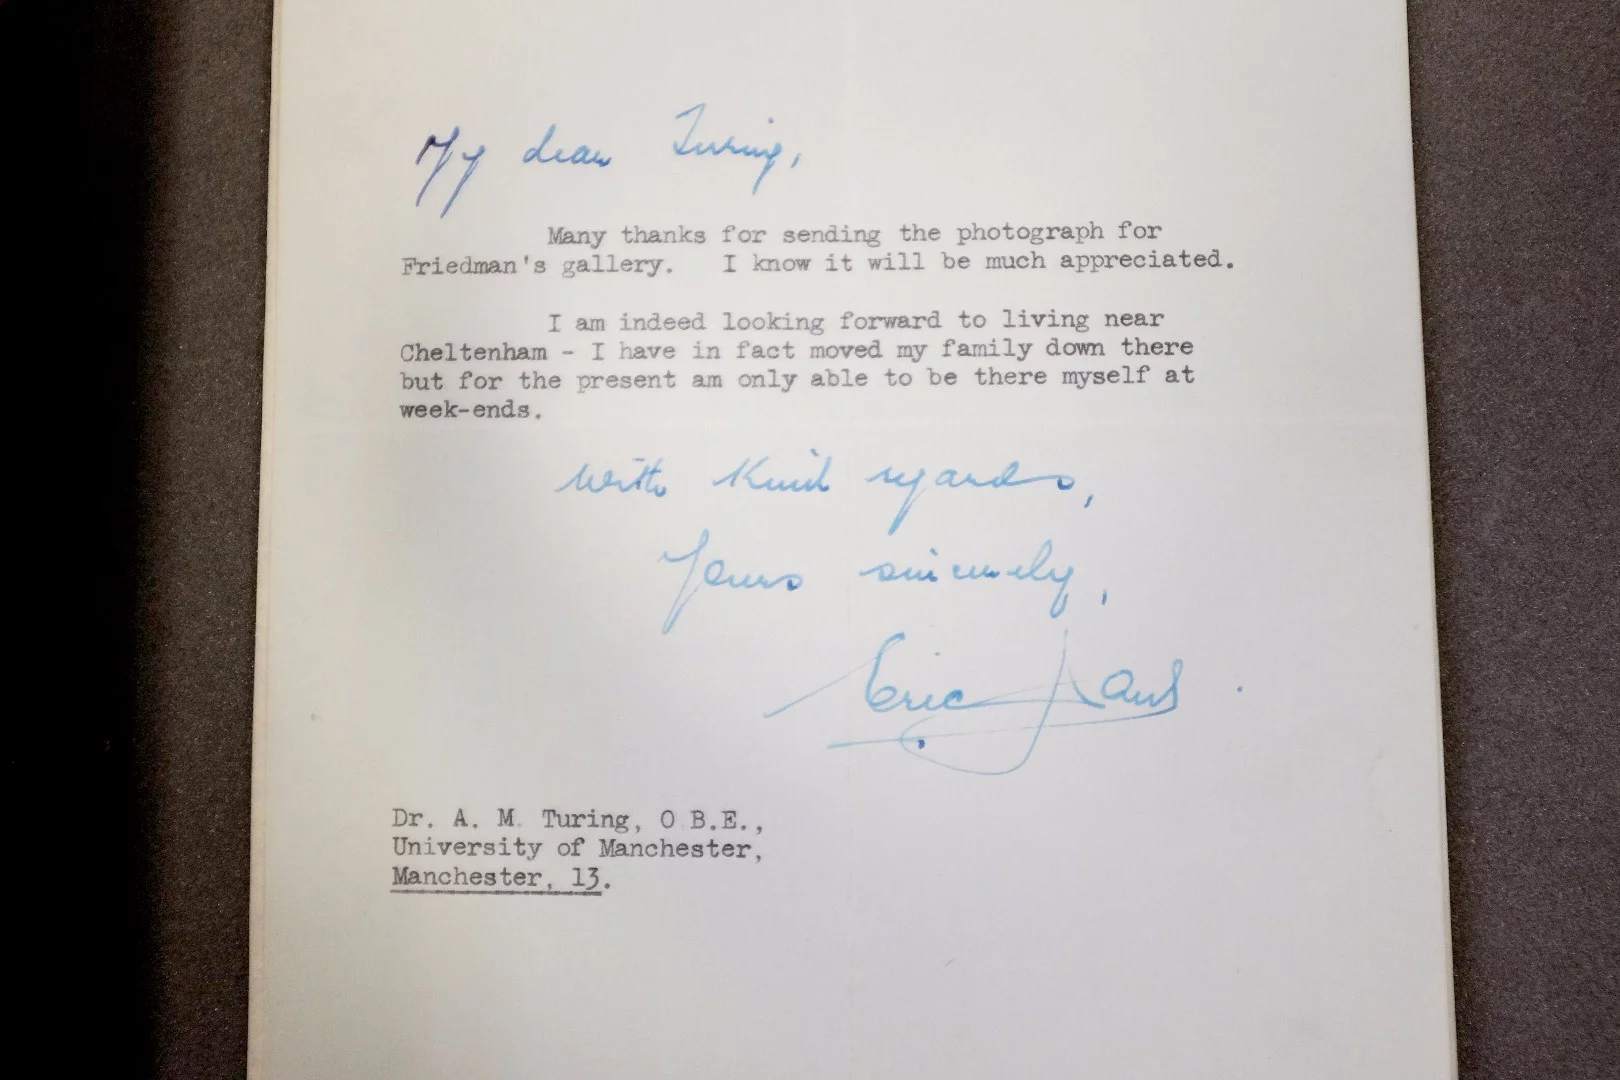 My dear Turing,
Many thanks for sending the photograph for
Friedman's gallery. I know it will be much appreciated.
I am indeed looking forward to living near
Cheltenham - I have in fact moved my family down there
but for the present am only able to be there myself at
week-ends.
With kind regards,
Yours sincerely,
Eric Jones
Dr. A. M. Turing, O.B.E.,
University of Manchester,
Manchester, 13.